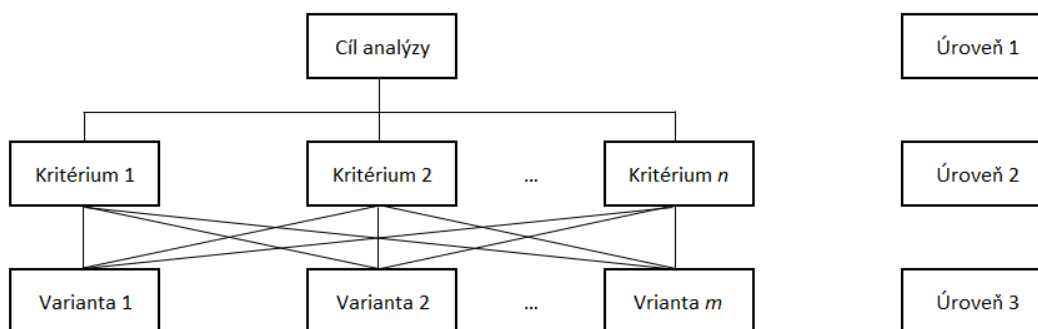 Cíl analýzy
Úroveň 1
Kritérium 1
Kritérium 2
...
Kritérium n
Úroveň 2
Varianta 1
Varianta 2
...
Vrianta m
Úroveň 3